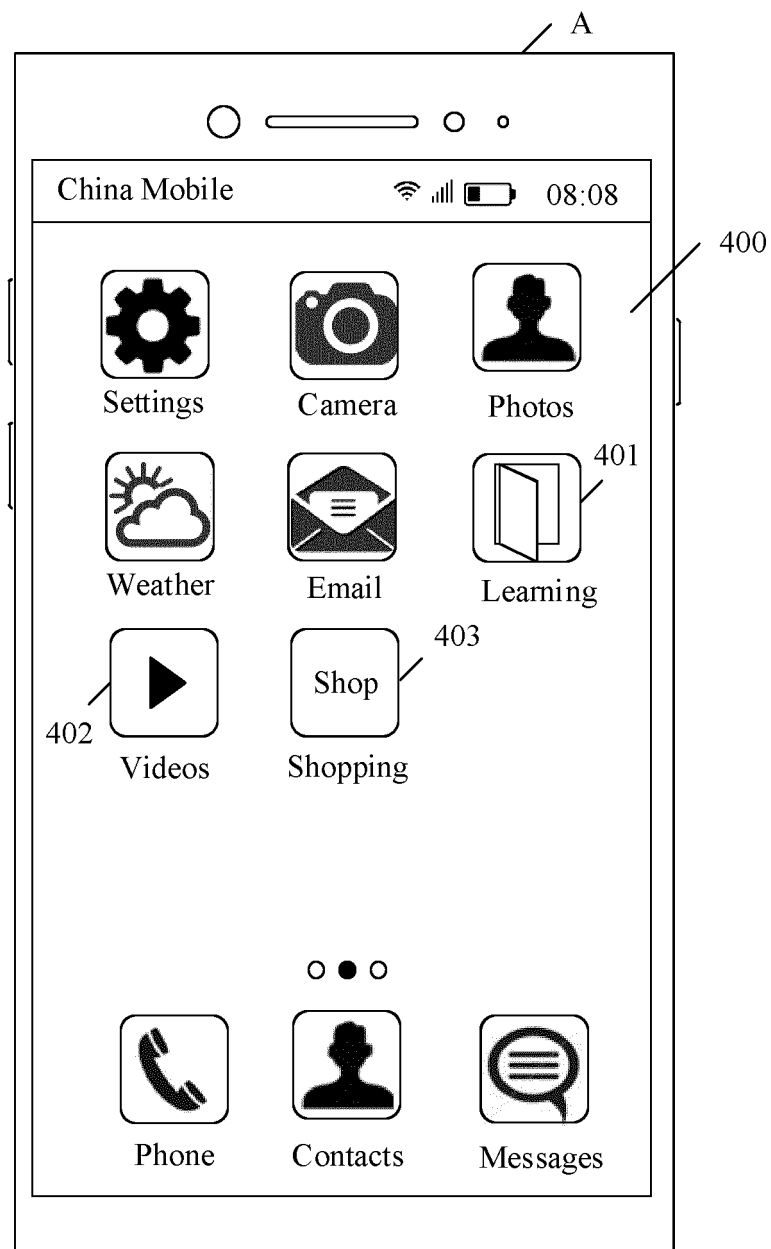 A
China Mobile 08:08
400
Settings Camera Photos
401
Weather Email Learning
403
Shop
402
Videos Shopping
Phone Contacts Messages